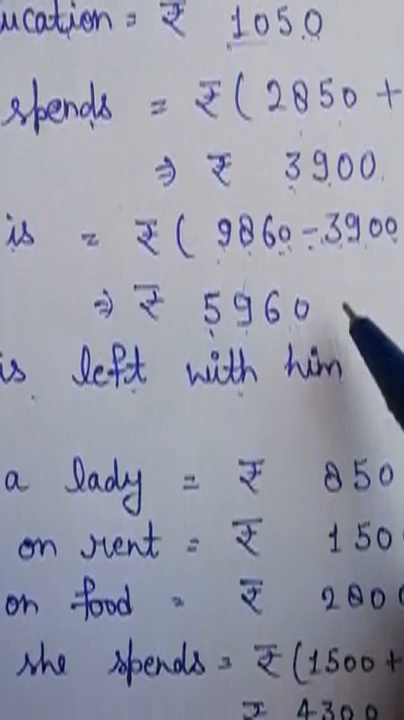 ucation = ₹ 1050
spends = ₹ ( 2850 +
⇒ ₹ 3900
is = ₹ ( 9860 - 3900
⇒ ₹ 5960
is left with him
a lady = ₹ 850
on rent = ₹ 150
on food = ₹ 280
she spends = ₹ (1500 +
₹ 4300